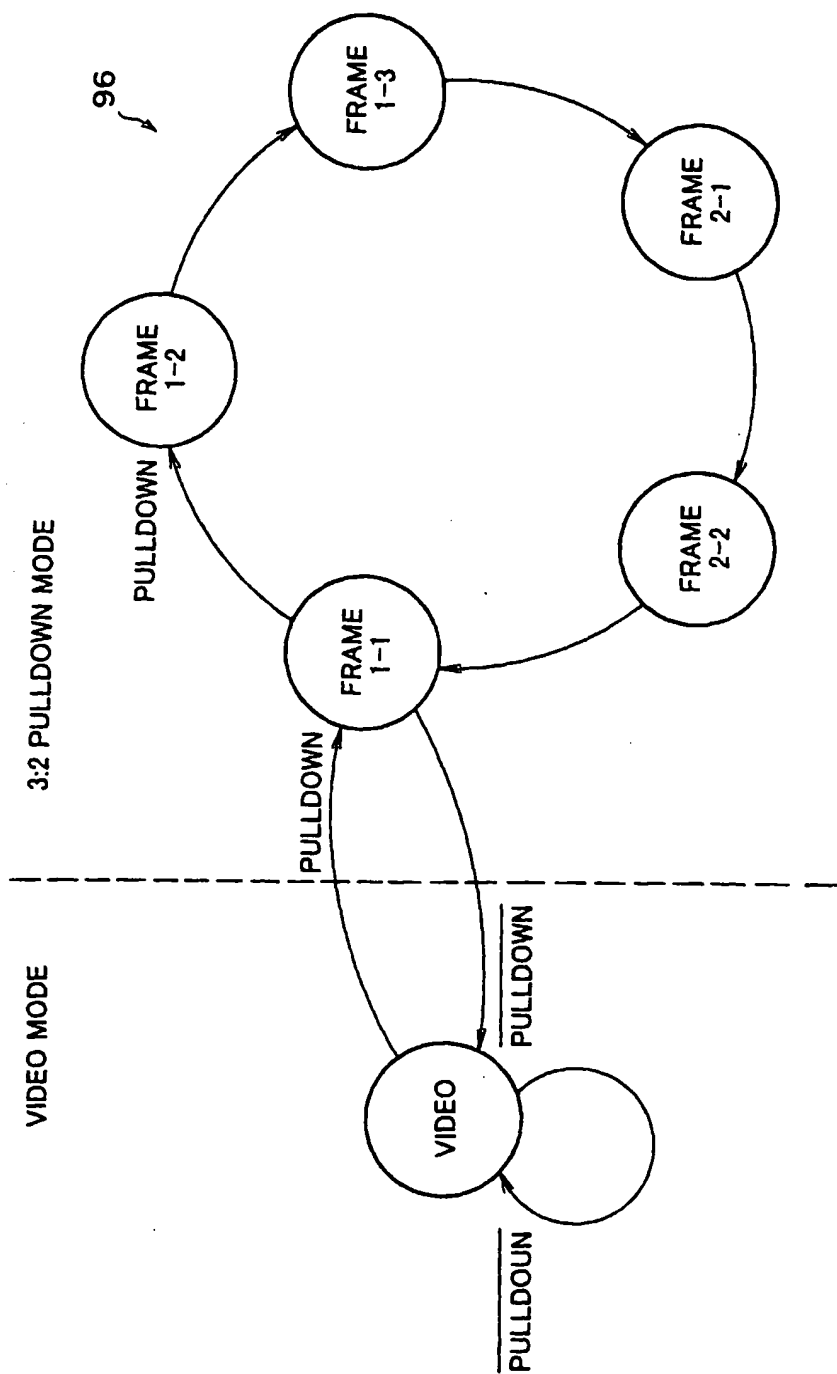 VIDEO MODE
3:2 PULLDOWN MODE
96
VIDEO
PULLDOUN
PULLDOWN
PULLDOWN
FRAME
1-1
PULLDOWN
FRAME
1-2
FRAME
1-3
FRAME
2-1
FRAME
2-2